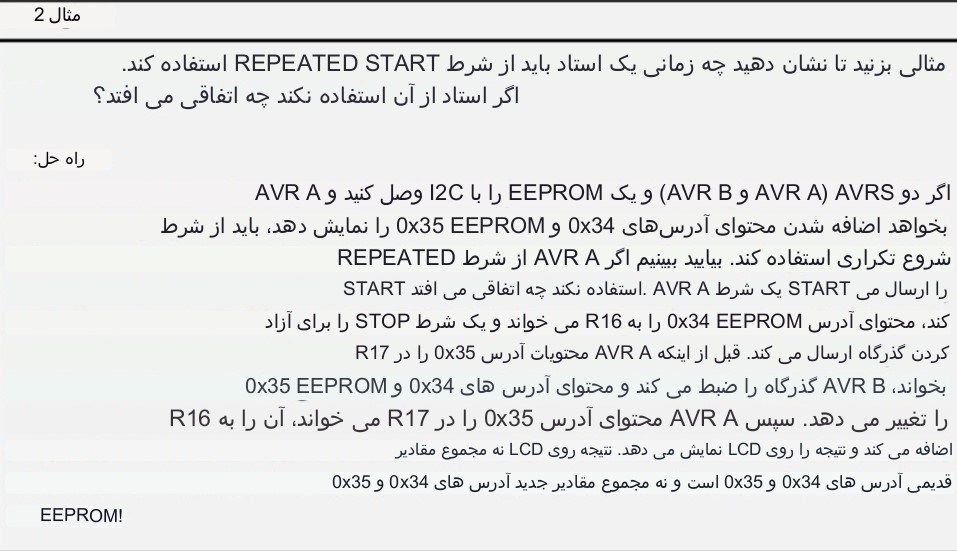 مثال 2
مثالی بزنید تا نشان دهید چه زمانی یک استاد باید از شرط REPEATED START استفاده کند.
اگر استاد از آن استفاده نکند چه اتفاقی می افتد؟
راه حل:
اگر دو AVRS (AVR A و AVR B) و یک EEPROM را با I2C وصل کنید و AVR A
بخواهد اضافه شدن محتوای آدرس‌های 0x34 و 0x35 EEPROM را نمایش دهد، باید از شرط
شروع تکراری استفاده کند. بیایید ببینیم اگر AVR A از شرط REPEATED
START استفاده نکند چه اتفاقی می افتد. AVR A یک شرط START را ارسال می
کند، محتوای آدرس 0x34 EEPROM را به R16 می خواند و یک شرط STOP را برای آزاد
کردن گذرگاه ارسال می کند. قبل از اینکه AVR A محتویات آدرس 0x35 را در R17
بخواند، AVR B گذرگاه را ضبط می کند و محتوای آدرس های 0x34 و 0x35 EEPROM
را تغییر می دهد. سپس AVR A محتوای آدرس 0x35 را در R17 می خواند، آن را به R16
اضافه می کند و نتیجه را روی LCD نمایش می دهد. نتیجه روی LCD نه مجموع مقادیر
قدیمی آدرس های 0x34 و 0x35 است و نه مجموع مقادیر جدید آدرس های 0x34 و 0x35
EEPROM!